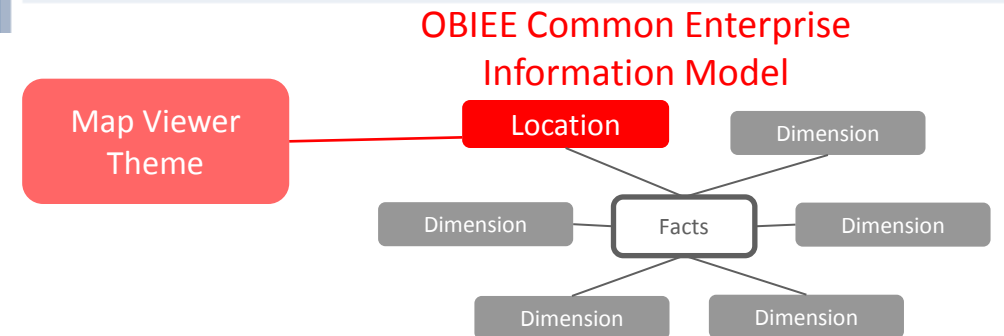 OBIEE Common Enterprise
Information Model
Map Viewer
Theme
Location
Dimension
Dimension
Facts
Dimension
Dimension
Dimension